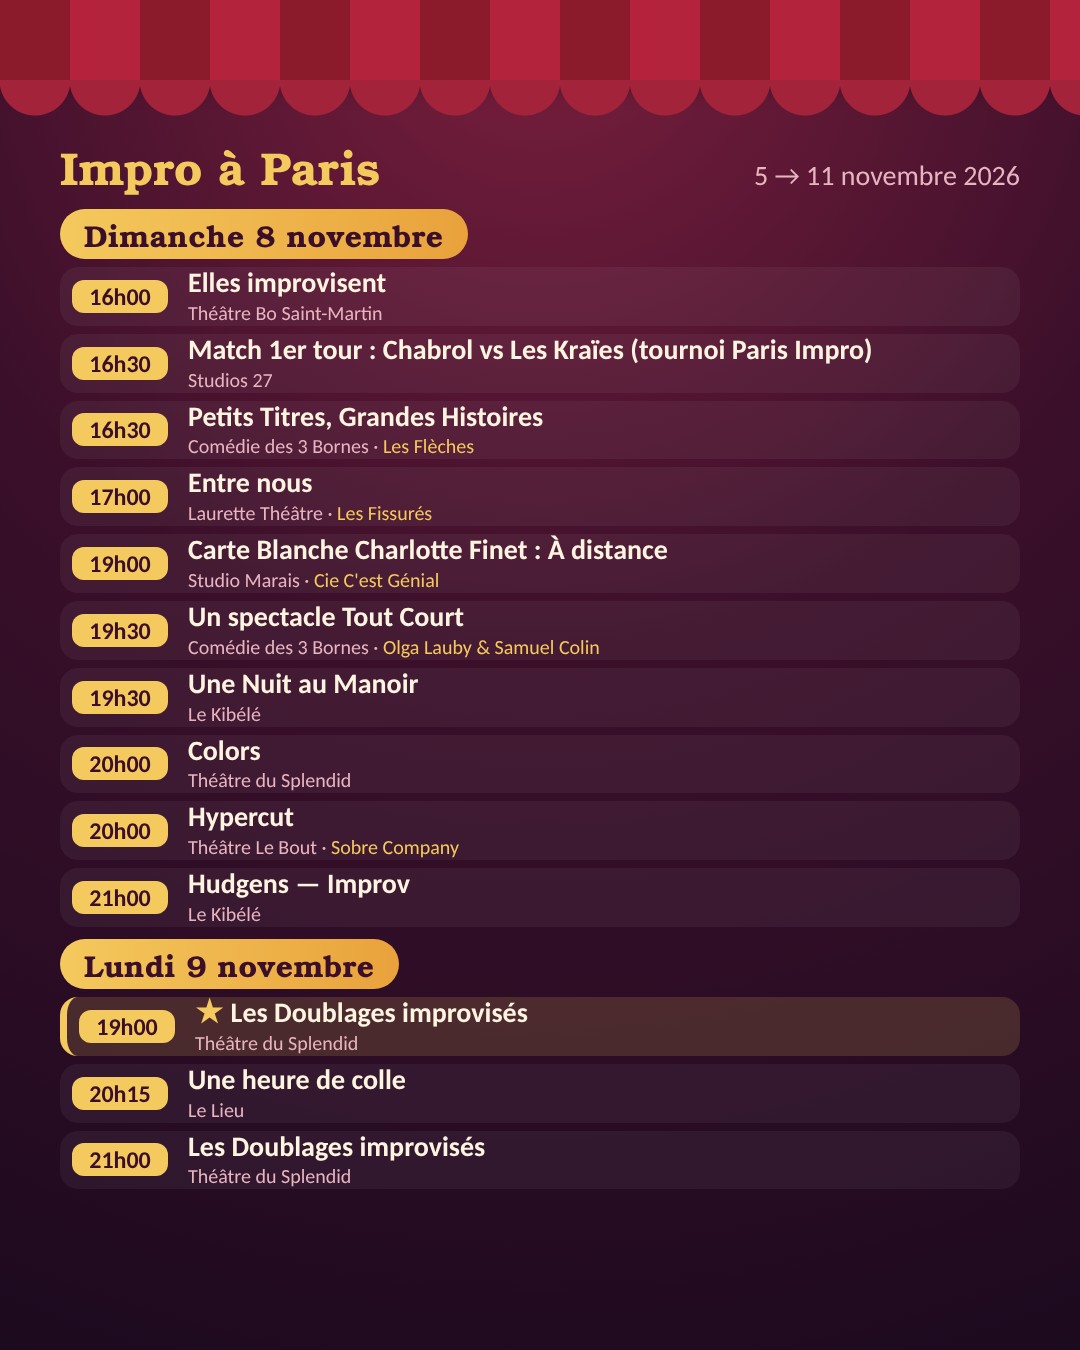 Impro à Paris
5 → 11 novembre 2026
Dimanche 8 novembre
16h00
Elles improvisent
Théâtre Bo Saint-Martin
16h30
Match 1er tour : Chabrol vs Les Kraïes (tournoi Paris Impro)
Studios 27
16h30
Petits Titres, Grandes Histoires
Comédie des 3 Bornes · Les Flèches
17h00
Entre nous
Laurette Théâtre · Les Fissurés
19h00
Carte Blanche Charlotte Finet : À distance
Studio Marais · Cie C'est Génial
19h30
Un spectacle Tout Court
Comédie des 3 Bornes · Olga Lauby & Samuel Colin
19h30
Une Nuit au Manoir
Le Kibélé
20h00
Colors
Théâtre du Splendid
20h00
Hypercut
Théâtre Le Bout · Sobre Company
21h00
Hudgens — Improv
Le Kibélé
Lundi 9 novembre
19h00
★ Les Doublages improvisés
Théâtre du Splendid
20h15
Une heure de colle
Le Lieu
21h00
Les Doublages improvisés
Théâtre du Splendid